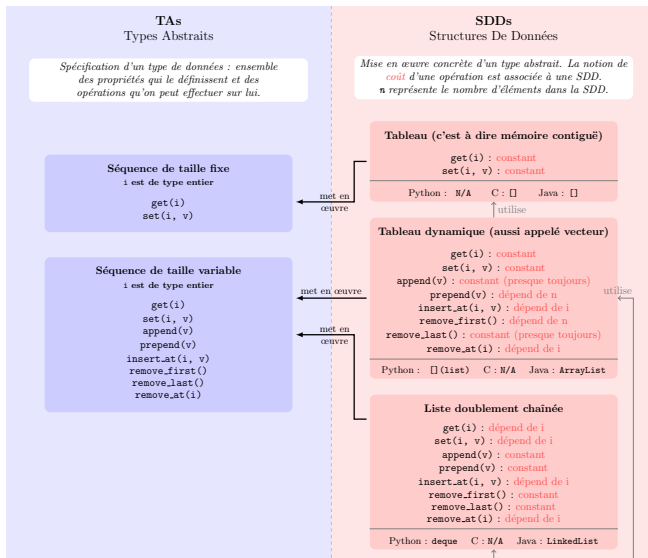 TAs
Types Abstraits
Spécification d'un type de données : ensemble
des propriétés qui le définissent et des
opérations qu'on peut effectuer sur lui.
Séquence de taille fixe
i est de type entier
get(i)
set(i, v)
Séquence de taille variable
i est de type entier
get(i)
set(i, v)
append(v)
prepend(v)
insert_at(i, v)
remove_first()
remove_last()
remove_at(i)
met en
œuvre
met en œuvre
met en
œuvre
SDDs
Structures De Données
Mise en œuvre concrète d'un type abstrait. La notion de
coût d'une opération est associée à une SDD.
n représente le nombre d'éléments dans la SDD.
Tableau (c'est à dire mémoire contiguë)
get(i) : constant
set(i, v) : constant
Python : N/A C : [] Java : []
utilise
Tableau dynamique (aussi appelé vecteur)
get(i) : constant
set(i, v) : constant
append(v) : constant (presque toujours)
prepend(v) : dépend de n
insert_at(i, v) : dépend de i
remove_first() : dépend de n
remove_last() : constant (presque toujours)
remove_at(i) : dépend de i
Python : [](list) C : N/A Java : ArrayList
utilise
Liste doublement chaînée
get(i) : dépend de i
set(i, v) : dépend de i
append(v) : constant
prepend(v) : constant
insert_at(i, v) : dépend de i
remove_first() : constant
remove_last() : constant
remove_at(i) : dépend de i
Python : deque C : N/A Java : LinkedList